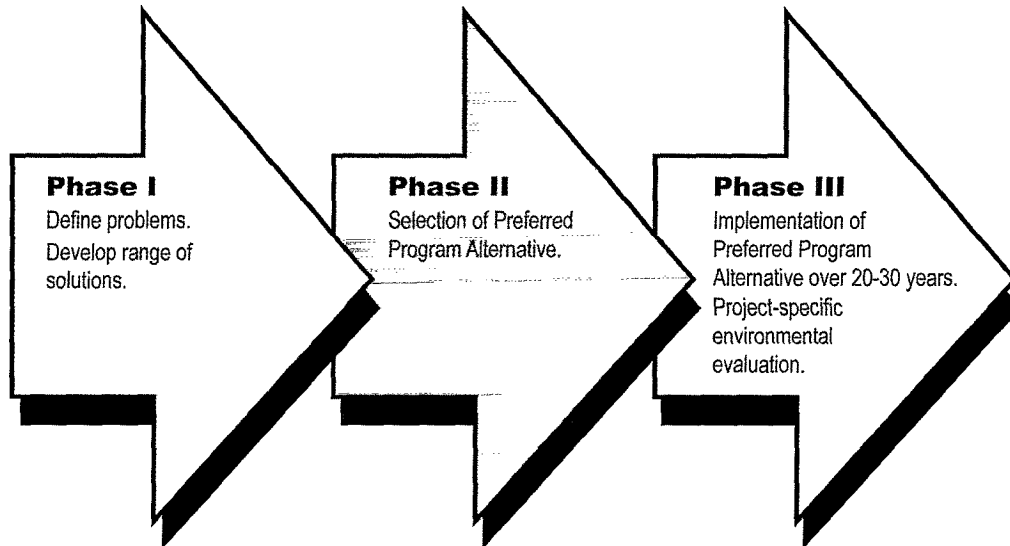 Phase I
Define problems.
Develop range of
solutions.
Phase II
Selection of Preferred
Program Alternative.
Phase III
Implementation of
Preferred Program
Alternative over 20-30 years.
Project-specific
environmental
evaluation.